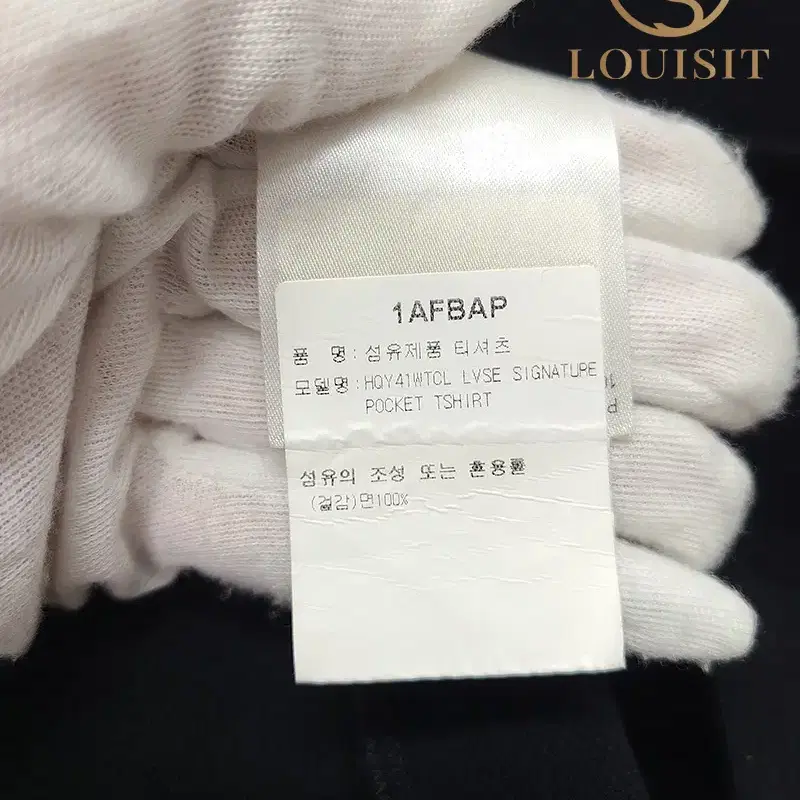 LOUISIT
1AFBAP
품 명 : 섬유제품 티셔츠
모델명 : HQY41WTCL LVSE SIGNATURE
POCKET TSHIRT
섬유의 조성 또는 혼용률
(겉감)면100%